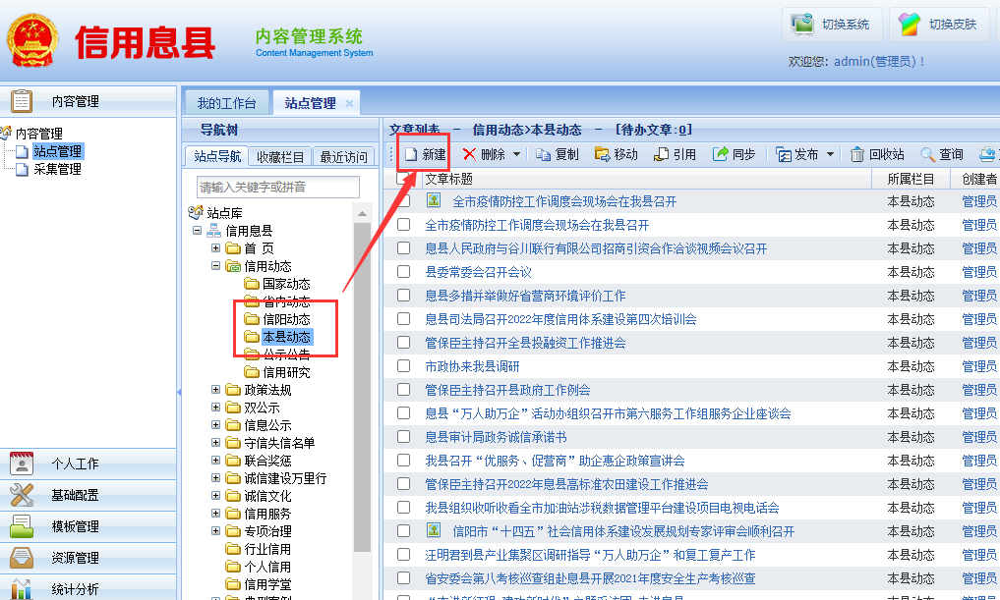 信用息县
内容管理系统
Content Management System
切换系统
切换皮肤
欢迎您: admin(管理员)！
内容管理
内容管理
站点管理
采集管理
个人工作
基础配置
模板管理
资源管理
统计分析
我的工作台
站点管理
导航树
站点导航
收藏栏目
最近访问
请输入关键字或拼音
站点库
信用息县
首 页
信用动态
国家动态
省内动态
信阳动态
本县动态
公示公告
信用研究
政策法规
双公示
信息公示
守信失信名单
联合奖惩
诚信建设万里行
诚信文化
信用服务
专项治理
行业信用
个人信用
信用学堂
典型案例
文章列表 － 信用动态>本县动态 － [待办文章:0]
新建
删除
复制
移动
引用
同步
发布
回收站
查询
文章标题 所属栏目 创建者
全市疫情防控工作调度会现场会在我县召开 本县动态 管理员
全市疫情防控工作调度会现场会在我县召开 本县动态 管理员
息县人民政府与谷川联行有限公司招商引资合作洽谈视频会议召开 本县动态 管理员
县委常委会召开会议 本县动态 管理员
息县多措并举做好省营商环境评价工作 本县动态 管理员
息县司法局召开2022年度信用体系建设第四次培训会 本县动态 管理员
管保臣主持召开全县投融资工作推进会 本县动态 管理员
市政协来我县调研 本县动态 管理员
管保臣主持召开县政府工作例会 本县动态 管理员
息县“万人助万企”活动办组织召开市第六服务工作组服务企业座谈会 本县动态 管理员
息县审计局政务诚信承诺书 本县动态 管理员
我县召开“优服务、促营商”助企惠企政策宣讲会 本县动态 管理员
管保臣主持召开2022年息县高标准农田建设工作推进会 本县动态 管理员
我县组织收听收看全市加油站涉税数据管理平台建设项目电视电话会 本县动态 管理员
信阳市“十四五”社会信用体系建设发展规划专家评审会顺利召开 本县动态 管理员
汪明君到县产业集聚区调研指导“万人助万企”和复工复产工作 本县动态 管理员
省安委会第八考核巡查组赴息县开展2021年度安全生产考核巡查 本县动态 管理员